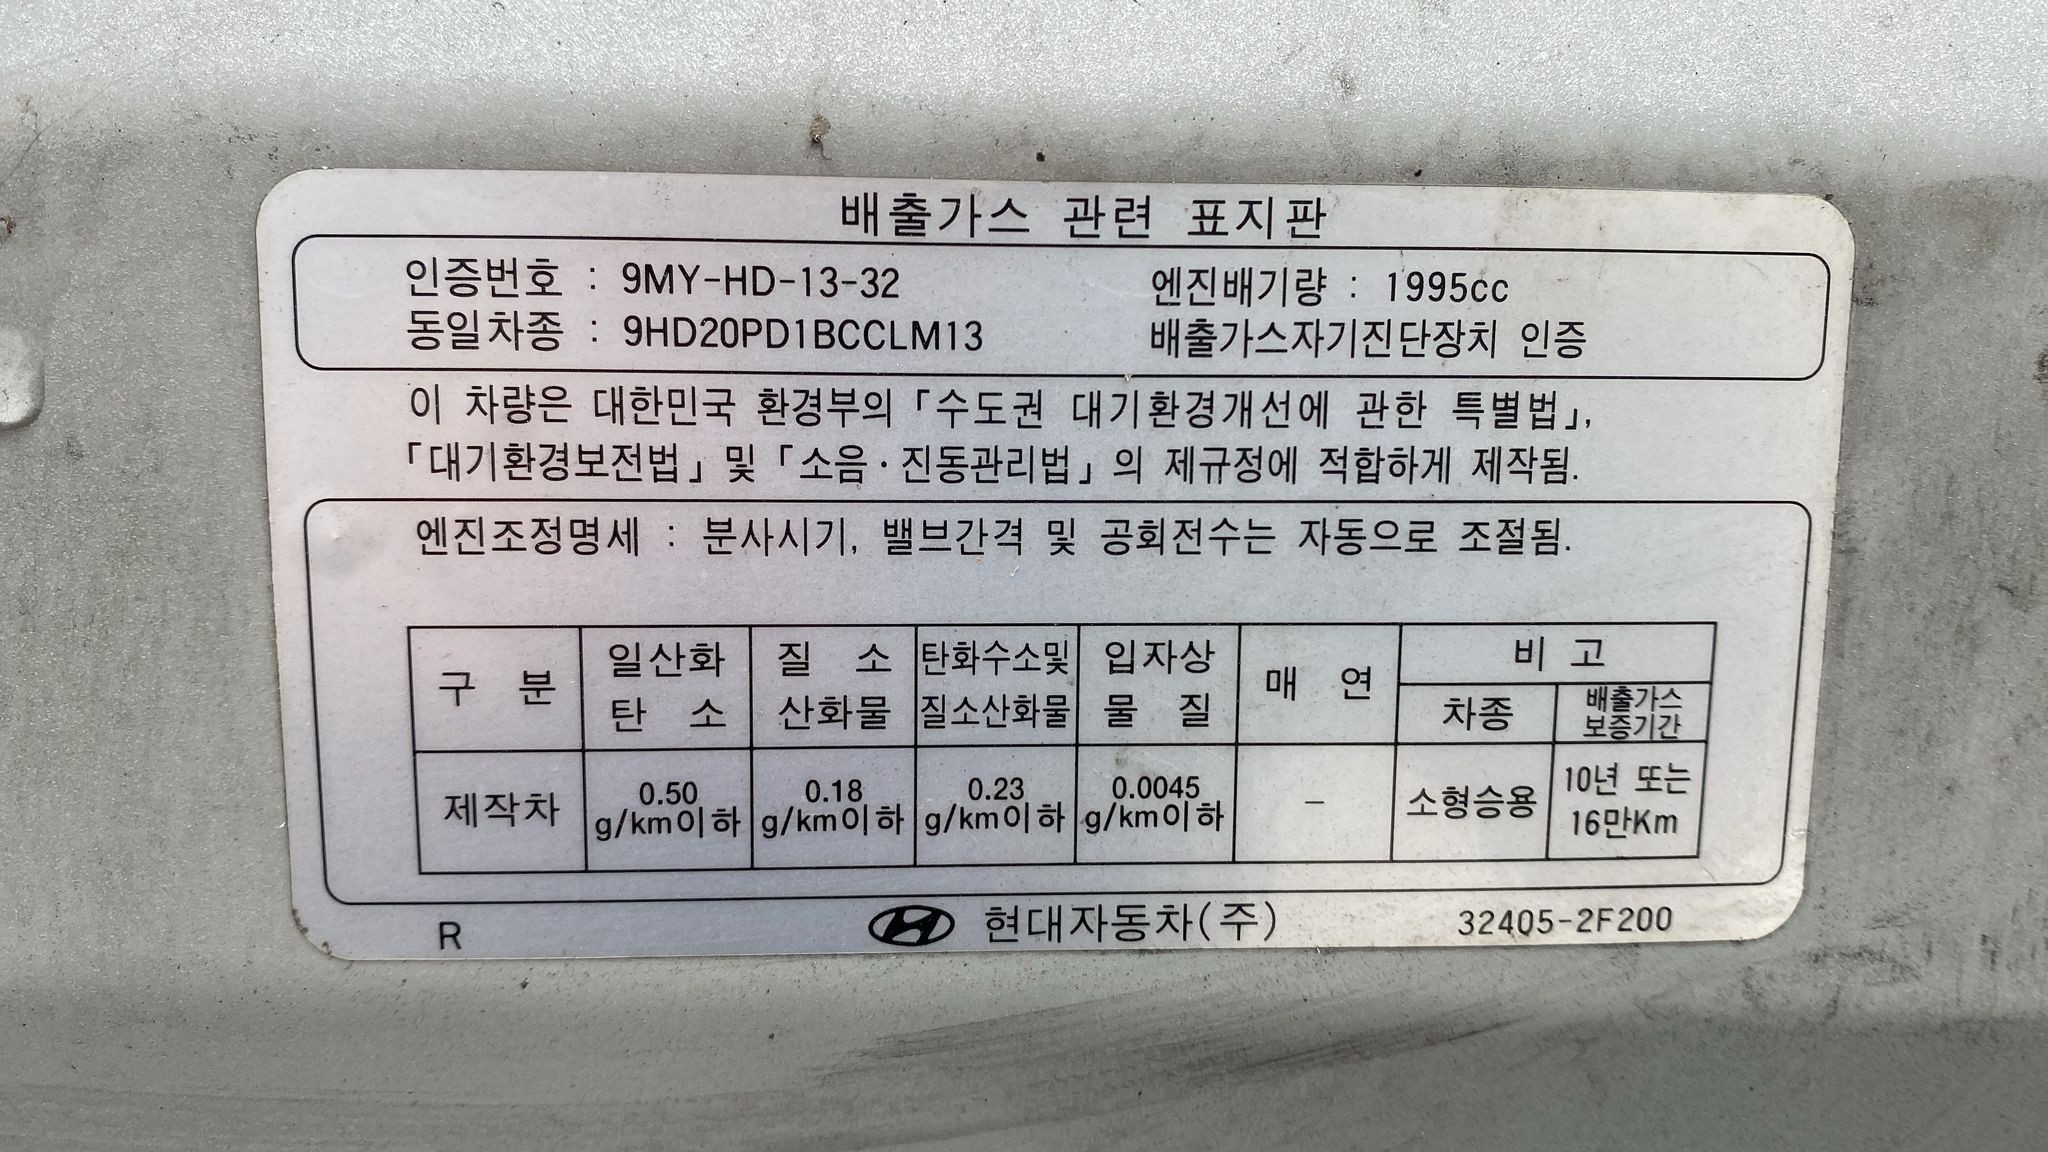 배출가스 관련 표지판
인증번호 : 9MY-HD-13-32 엔진배기량 : 1995cc
동일차종 : 9HD20PD1BCCLM13 배출가스자기진단장치 인증
이 차량은 대한민국 환경부의 「수도권 대기환경개선에 관한 특별법」,
「대기환경보전법」 및 「소음·진동관리법」의 제규정에 적합하게 제작됨.
엔진조정명세 : 분사시기, 밸브간격 및 공회전수는 자동으로 조절됨.
구 분 일산화 탄 소 질 소 산화물 탄화수소및 질소산화물 입자상 물 질 매 연 비 고
차종 배출가스 보증기간
제작차 0.50 g/km이하 0.18 g/km이하 0.23 g/km이하 0.0045 g/km이하 - 소형승용 10년 또는 16만Km
R 현대자동차(주) 32405-2F200